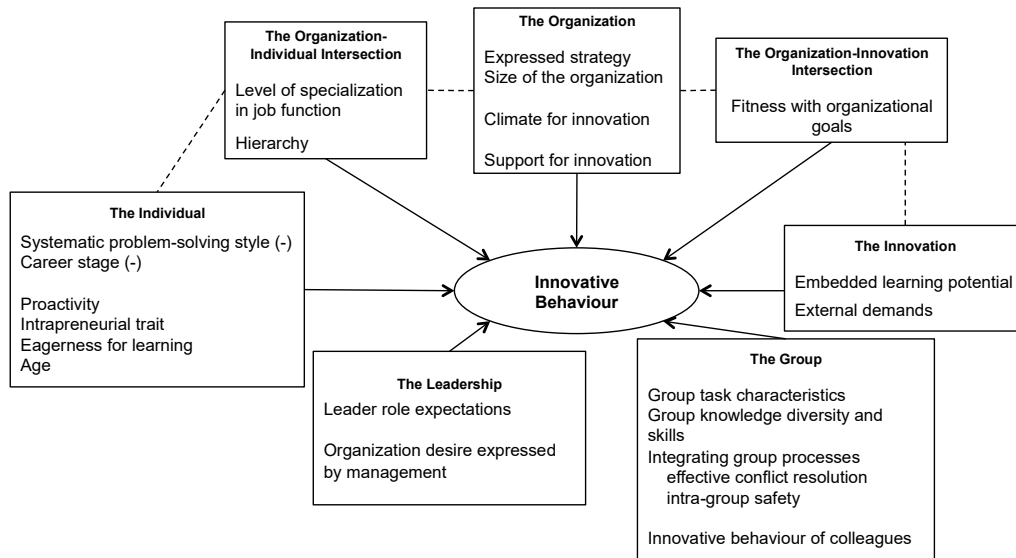 The Organization-
Individual Intersection
Level of specialization
in job function
Hierarchy
The Organization
Expressed strategy
Size of the organization
Climate for innovation
Support for innovation
The Organization-Innovation
Intersection
Fitness with organizational
goals
The Individual
Systematic problem-solving style (-)
Career stage (-)
Proactivity
Intrapreneurial trait
Eagerness for learning
Age
Innovative
Behaviour
The Innovation
Embedded learning potential
External demands
The Leadership
Leader role expectations
Organization desire expressed
by management
The Group
Group task characteristics
Group knowledge diversity and
skills
Integrating group processes
effective conflict resolution
intra-group safety
Innovative behaviour of colleagues